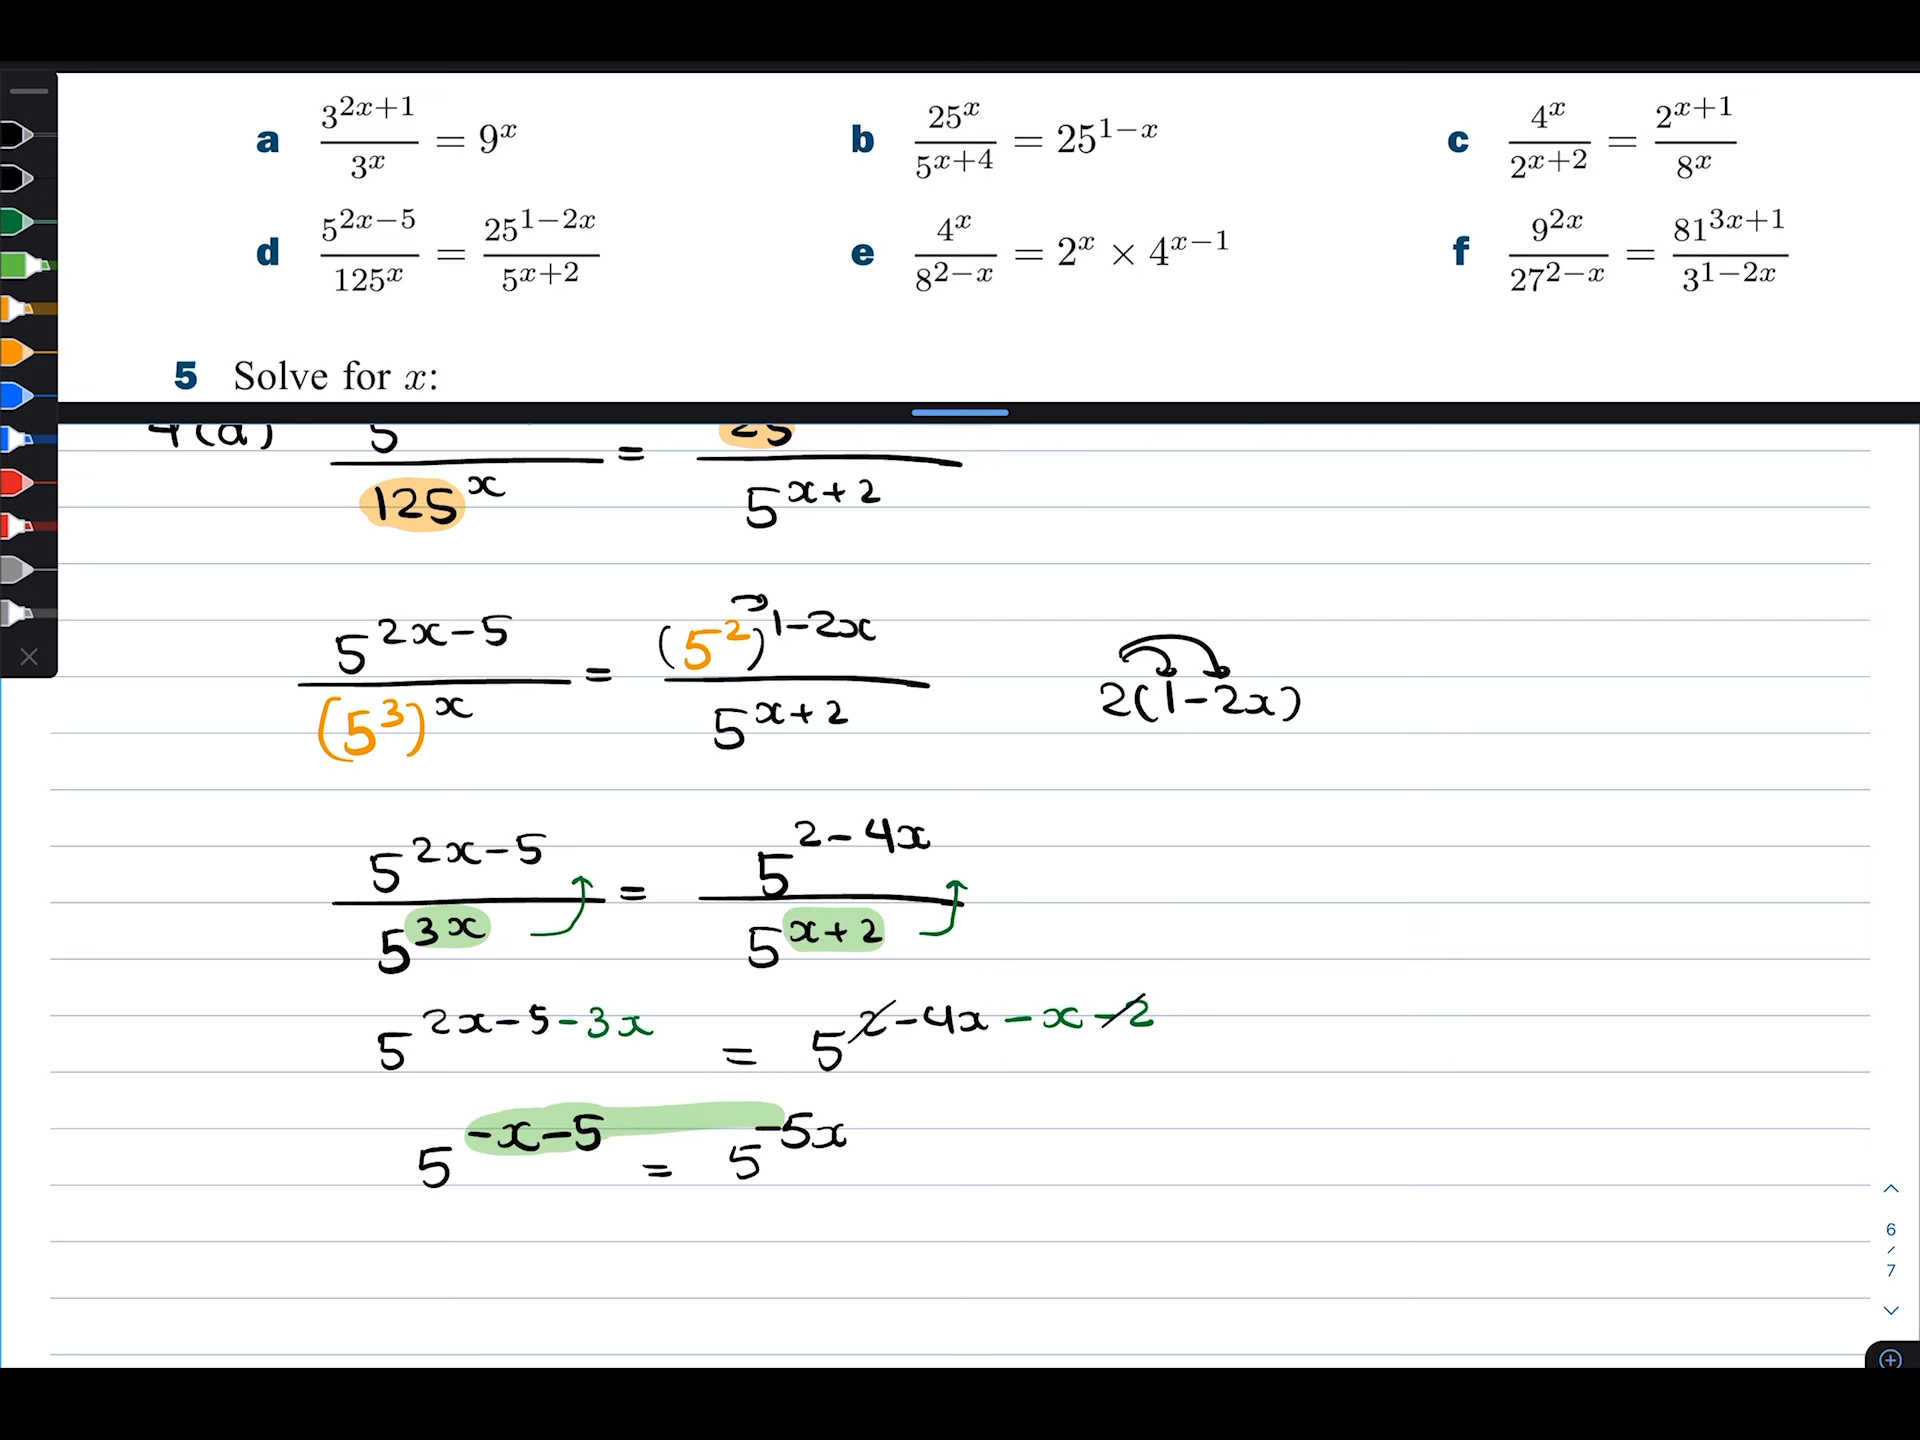 a 3^{2x+1}/3^x = 9^x b 25^x/5^{x+4} = 25^{1-x} c 4^x/2^{x+2} = 2^{x+1}/8^x
d 5^{2x-5}/125^x = 25^{1-2x}/5^{x+2} e 4^x/8^{2-x} = 2^x × 4^{x-1} f 9^{2x}/27^{2-x} = 81^{3x+1}/3^{1-2x}
5 Solve for x:
4(d) 5/125^x = 25/5^{x+2}
5^{2x-5}/(5^3)^x = (5^2)^{1-2x}/5^{x+2} 2(1-2x)
5^{2x-5}/5^{3x} = 5^{2-4x}/5^{x+2}
5^{2x-5-3x} = 5^{2-4x-x-2}
5^{-x-5} = 5^{-5x}
6
/
7